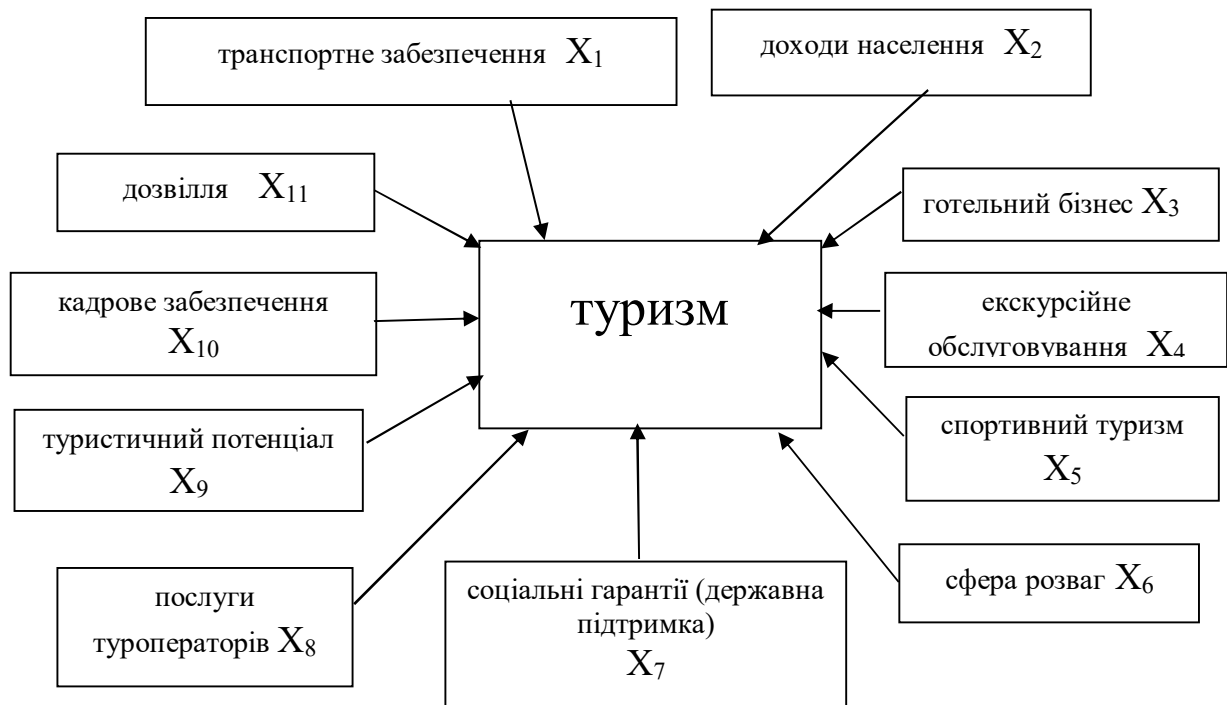 транспортне забезпечення X1
доходи населення X2
дозвілля X11
готельний бізнес X3
туризм
кадрове забезпечення
X10
екскурсійне
обслуговування X4
туристичний потенціал
X9
спортивний туризм
X5
послуги
туроператорів X8
соціальні гарантії (державна
підтримка)
X7
сфера розваг X6